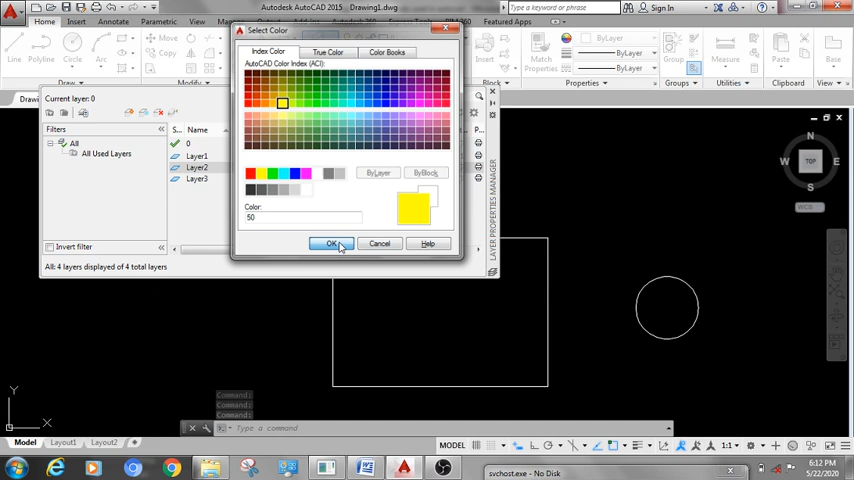 Autodesk AutoCAD 2015   Drawing1.dwg
Type a keyword or phrase
Sign In
Home Insert Annotate Parametric
Featured Apps
Line Polyline Circle Arc
Move
Copy
Stretch
Draw
Modify
Block
Match
Properties
ByLayer
ByLayer
ByLayer
Properties
Group
Groups
Measure
Utilities
Paste
Clipboard
Base
Select Color
Index Color True Color Color Books
AutoCAD Color Index (ACI):
ByLayer ByBlock
Color:
50
OK Cancel Help
Current layer: 0
Filters
All
All Used Layers
Invert filter
All: 4 layers displayed of 4 total layers
S... Name
0
Layer1
Layer2
Layer3
LAYER PROPERTIES MANAGER
N
W TOP E
S
WCS
Y
X
Command:
Command:
Command:
Type a command
Model Layout1 Layout2
MODEL
1:1
svchost.exe - No Disk
6:12 PM
5/22/2020